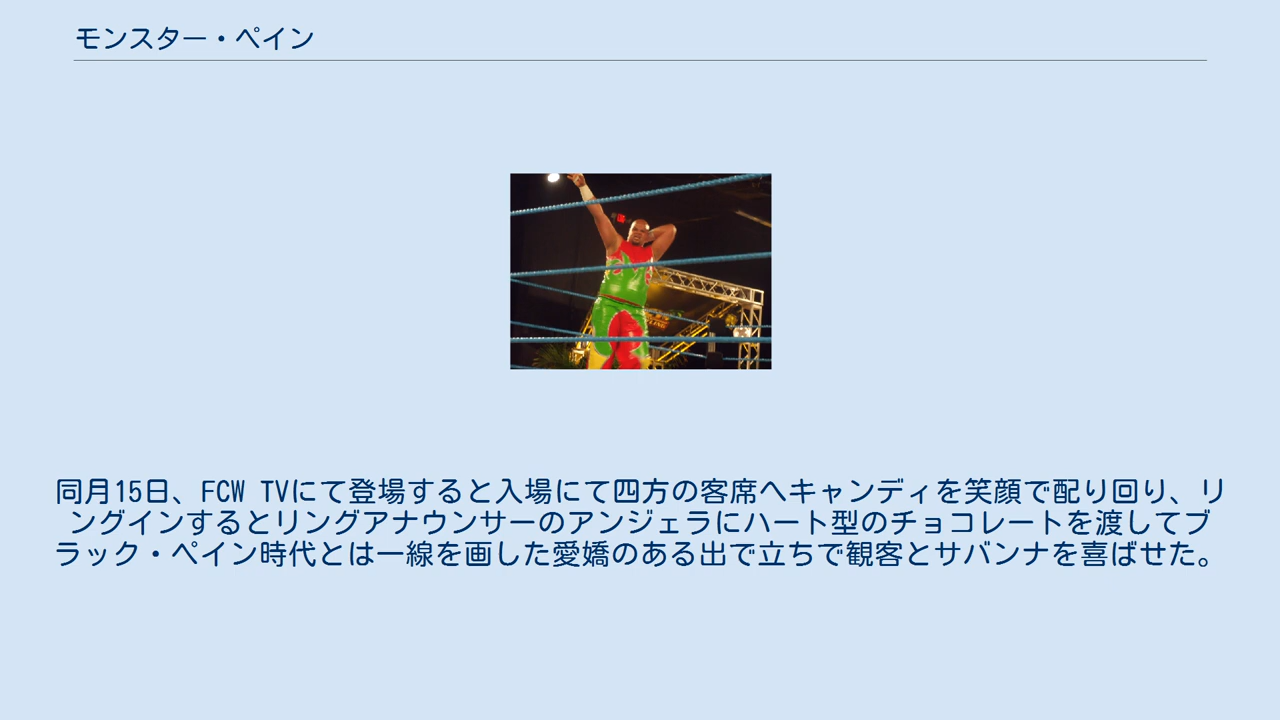 モンスター・ペイン
同月15日、FCW TVにて登場すると入場にて四方の客席へキャンディを笑顔で配り回り、リ
ングインするとリングアナウンサーのアンジェラにハート型のチョコレートを渡してブ
ラック・ペイン時代とは一線を画した愛嬌のある出で立ちで観客とサバンナを喜ばせた。